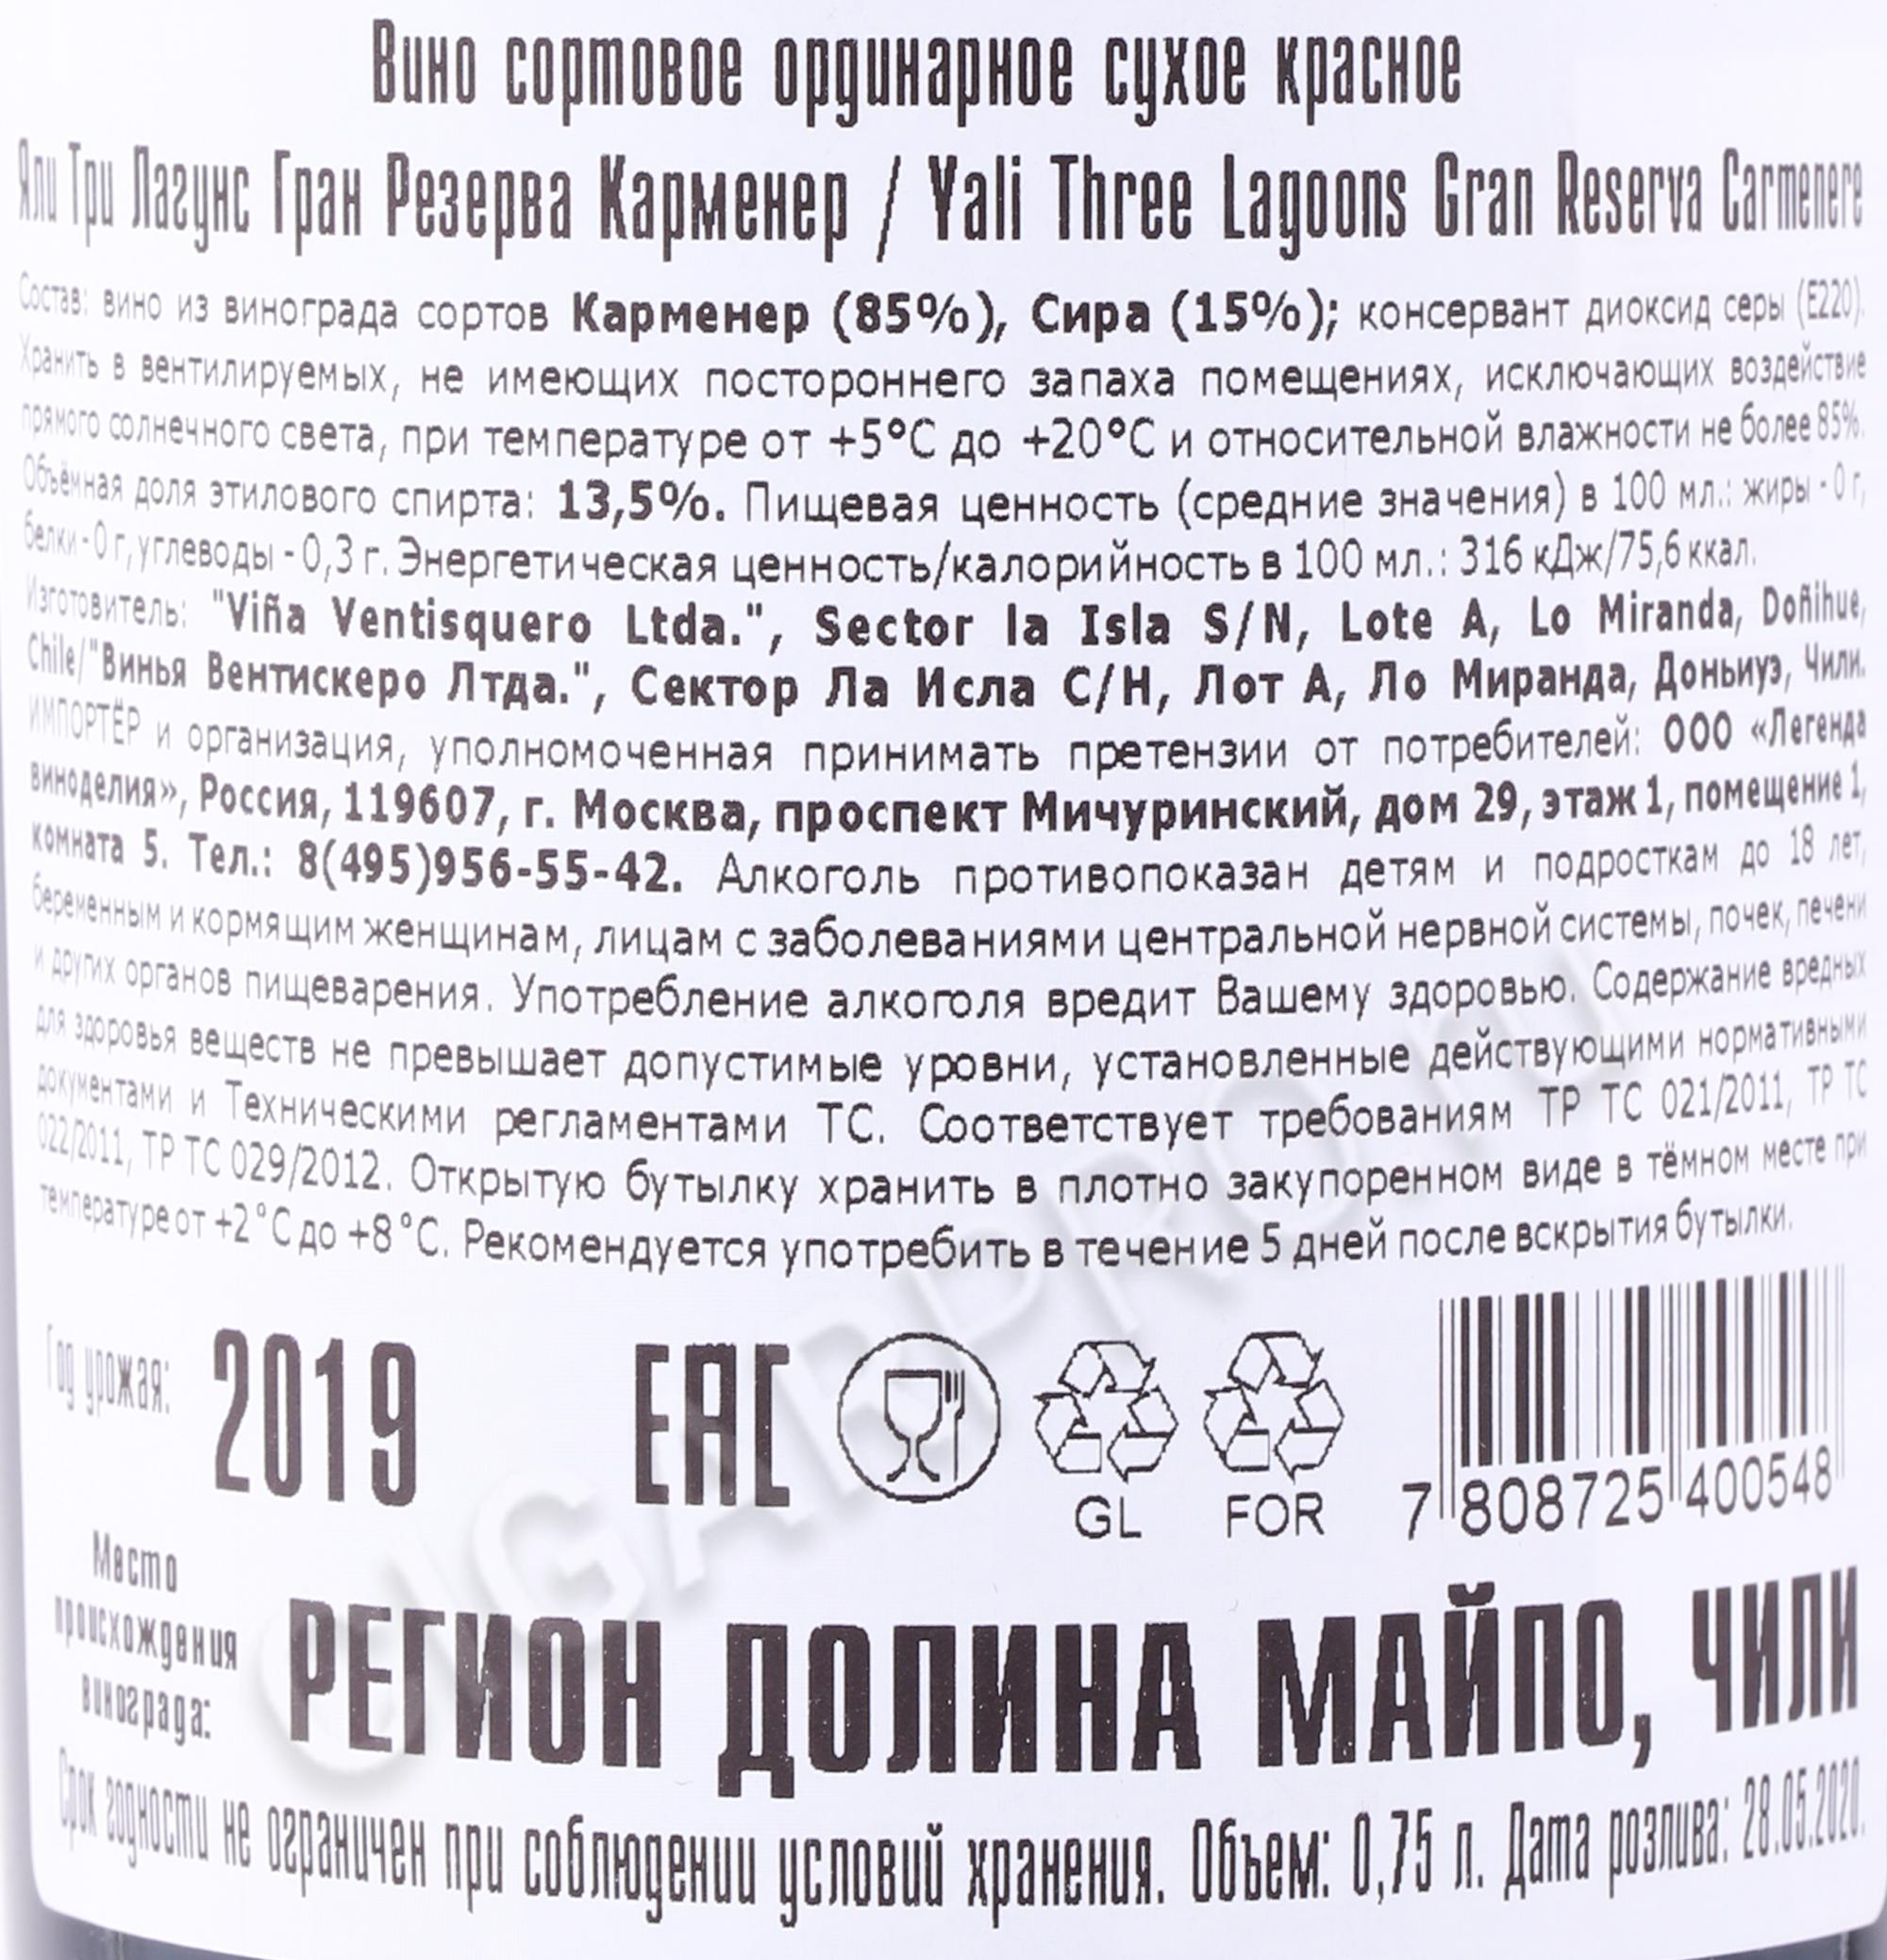 Вино сортовое ординарное сухое красное
Яли Три Лагунс Гран Резерва Карменер / Yali Three Lagoons Gran Reserva Carmenere
Состав: вино из винограда сортов Карменер (85%), Сира (15%); консервант диоксид серы (Е220).
Хранить в вентилируемых, не имеющих постороннего запаха помещениях, исключающих воздействие
прямого солнечного света, при температуре от +5°С до +20°С и относительной влажности не более 85%.
Объёмная доля этилового спирта: 13,5%. Пищевая ценность (средние значения) в 100 мл.: жиры - 0 г,
белки - 0 г, углеводы - 0,3 г. Энергетическая ценность/калорийность в 100 мл.: 316 кДж/75,6 ккал.
Изготовитель: "Viña Ventisquero Ltda.", Sector la Isla S/N, Lote A, Lo Miranda, Doñihue,
Chile/"Винья Вентискеро Лтда.", Сектор Ла Исла С/Н, Лот А, Ло Миранда, Доньиуэ, Чили.
ИМПОРТЁР и организация, уполномоченная принимать претензии от потребителей: ООО «Легенда
виноделия», Россия, 119607, г. Москва, проспект Мичуринский, дом 29, этаж 1, помещение 1,
комната 5. Тел.: 8(495)956-55-42. Алкоголь противопоказан детям и подросткам до 18 лет,
беременным и кормящим женщинам, лицам с заболеваниями центральной нервной системы, почек, печени
и других органов пищеварения. Употребление алкоголя вредит Вашему здоровью. Содержание вредных
для здоровья веществ не превышает допустимые уровни, установленные действующими нормативными
документами и Техническими регламентами ТС. Соответствует требованиям ТР ТС 021/2011, ТР ТС
022/2011, ТР ТС 029/2012. Открытую бутылку хранить в плотно закупоренном виде в тёмном месте при
температуре от +2°С до +8°С. Рекомендуется употребить в течение 5 дней после вскрытия бутылки.
Год урожая: 2019
EAC
GL FOR
7 808725 400548
Место
происхождения
винограда:
РЕГИОН ДОЛИНА МАЙПО, ЧИЛИ
Срок годности не ограничен при соблюдении условий хранения. Объем: 0,75 л. Дата розлива: 28.05.2020.
CIGARPRO.ru